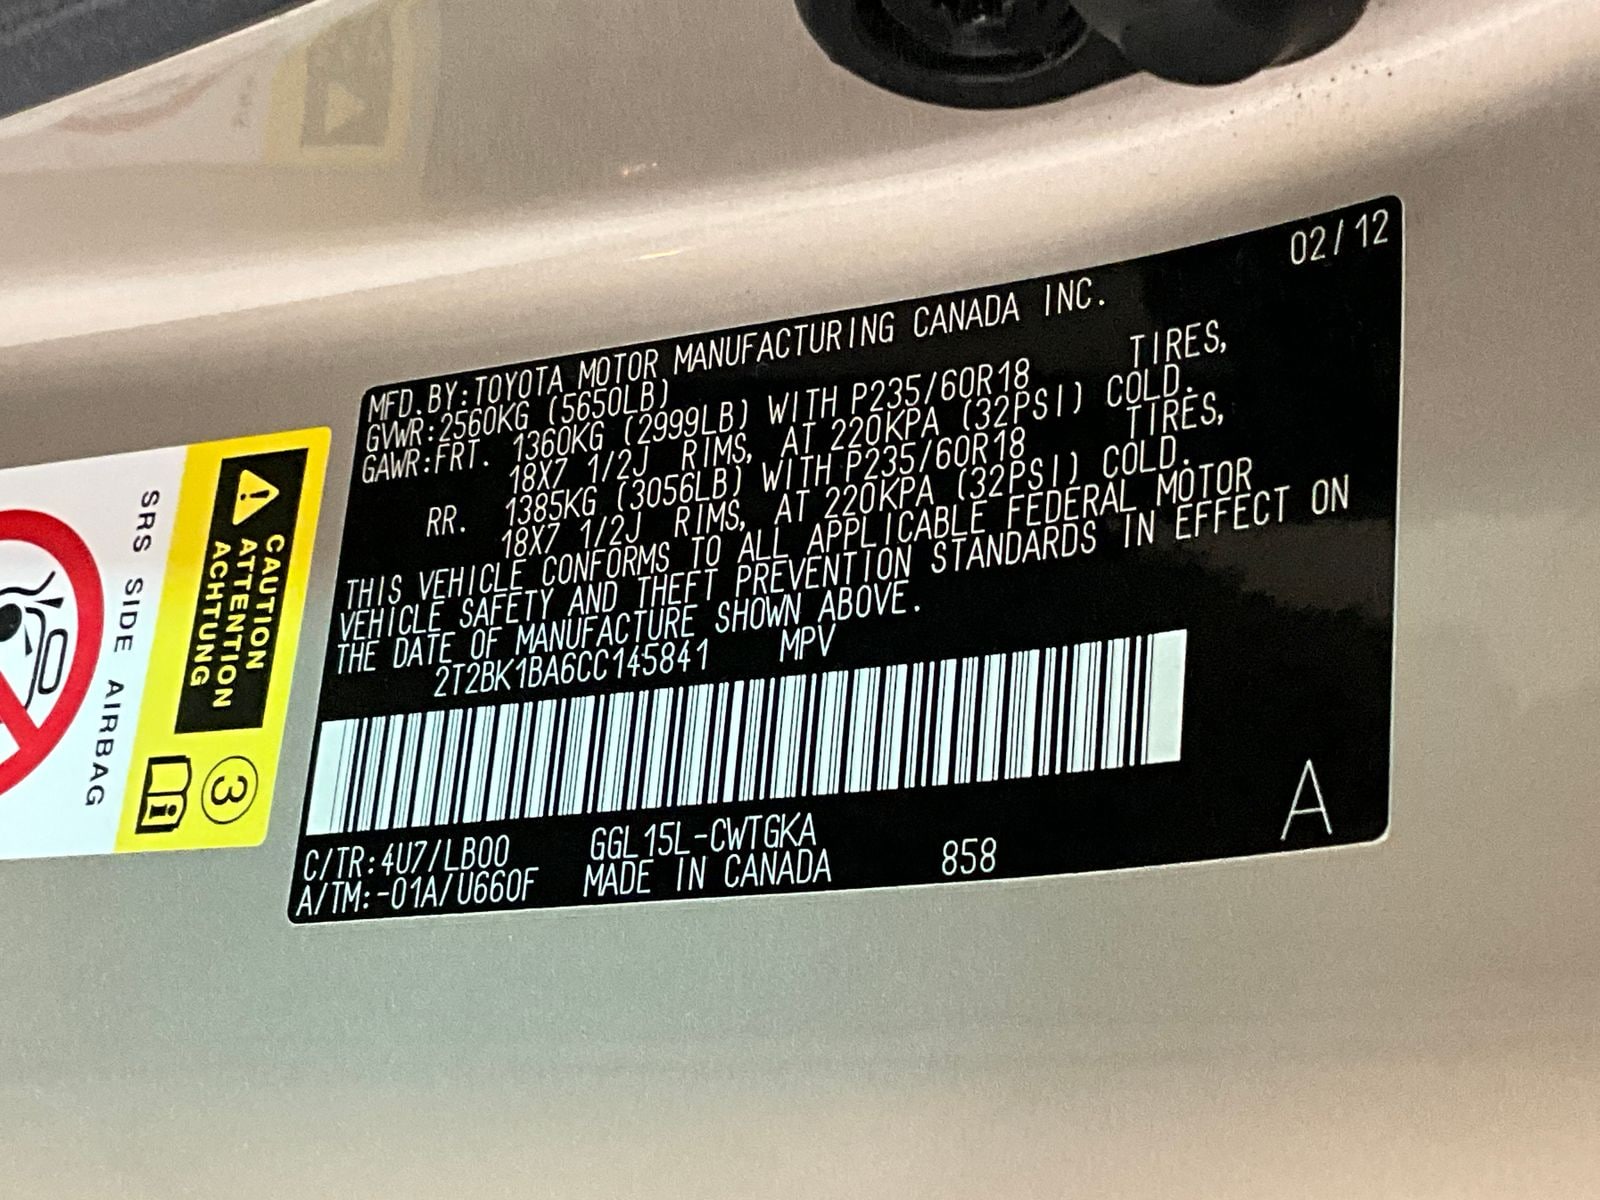 02/12
MFD.BY:TOYOTA MOTOR MANUFACTURING CANADA INC.
GVWR:2560KG (5650LB)
GAWR:FRT. 1360KG (2999LB) WITH P235/60R18 TIRES,
18X7 1/2J RIMS, AT 220KPA (32PSI) COLD.
RR. 1385KG (3056LB) WITH P235/60R18 TIRES,
18X7 1/2J RIMS, AT 220KPA (32PSI) COLD.
THIS VEHICLE CONFORMS TO ALL APPLICABLE FEDERAL MOTOR
VEHICLE SAFETY AND THEFT PREVENTION STANDARDS IN EFFECT ON
THE DATE OF MANUFACTURE SHOWN ABOVE.
2T2BK1BA6CC145841 MPV
C/TR:4U7/LB00 GGL15L-CWTGKA
A/TM:-01A/U660F MADE IN CANADA 858
A
CAUTION
ATTENTION
ACHTUNG
3
i
SRS SIDE AIRBAG